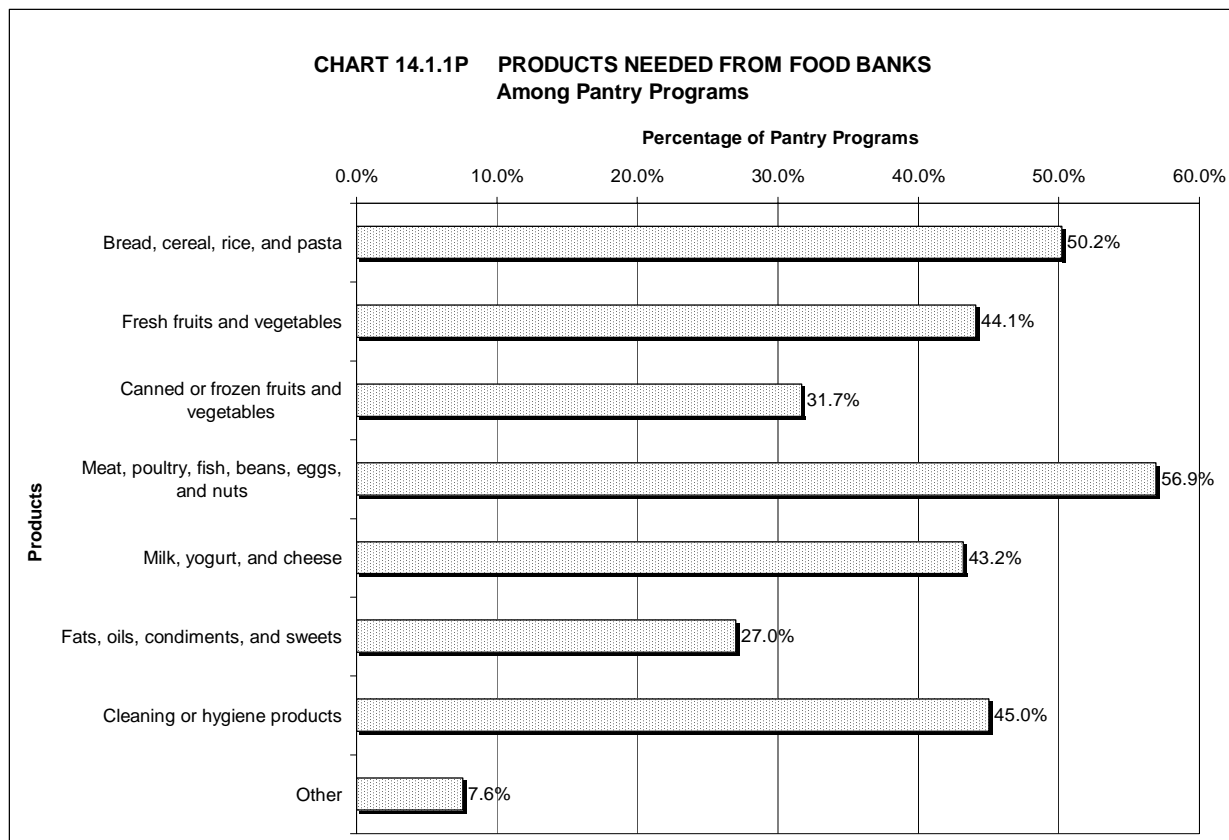 CHART 14.1.1P PRODUCTS NEEDED FROM FOOD BANKS
Among Pantry Programs
Percentage of Pantry Programs
0.0% 10.0% 20.0% 30.0% 40.0% 50.0% 60.0%
Products
Bread, cereal, rice, and pasta 50.2%
Fresh fruits and vegetables 44.1%
Canned or frozen fruits and
vegetables 31.7%
Meat, poultry, fish, beans, eggs,
and nuts 56.9%
Milk, yogurt, and cheese 43.2%
Fats, oils, condiments, and sweets 27.0%
Cleaning or hygiene products 45.0%
Other 7.6%